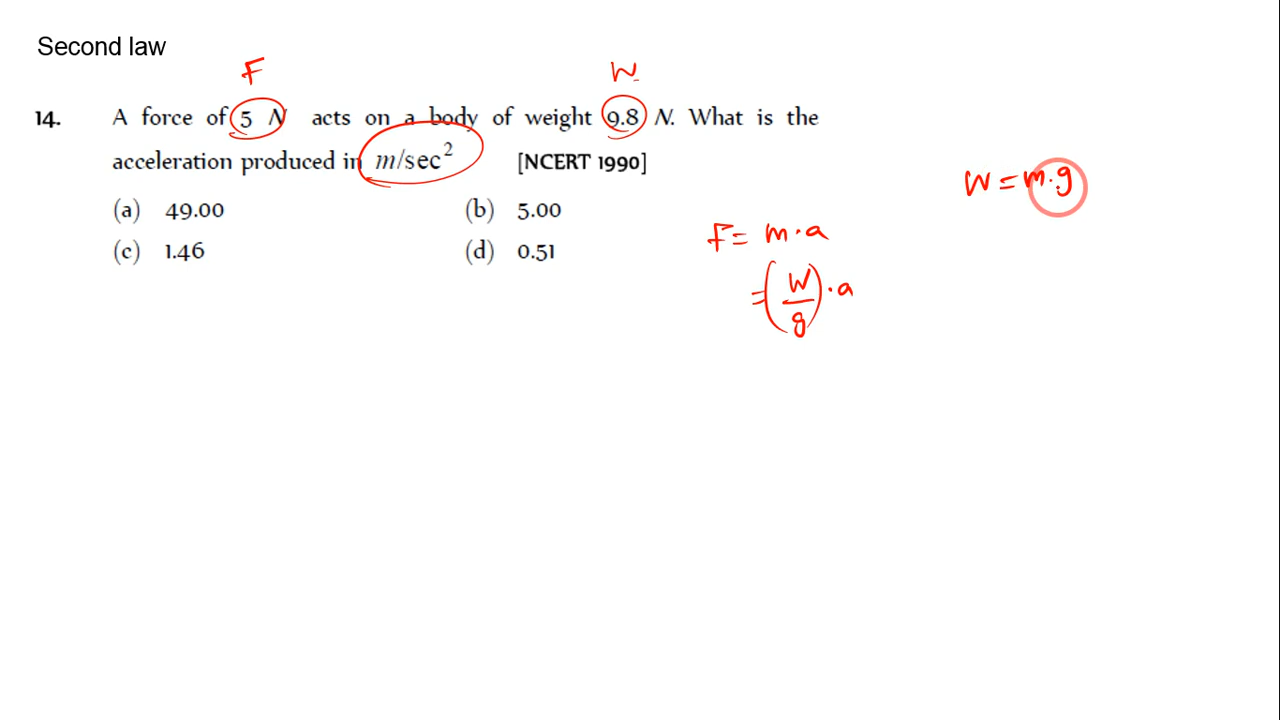 Second law
F
W
14. A force of 5 N acts on a body of weight 9.8 N. What is the
acceleration produced in m/sec² [NCERT 1990]
(a) 49.00 (b) 5.00
(c) 1.46 (d) 0.51
W = m.g
F = m.a
= (W/g).a